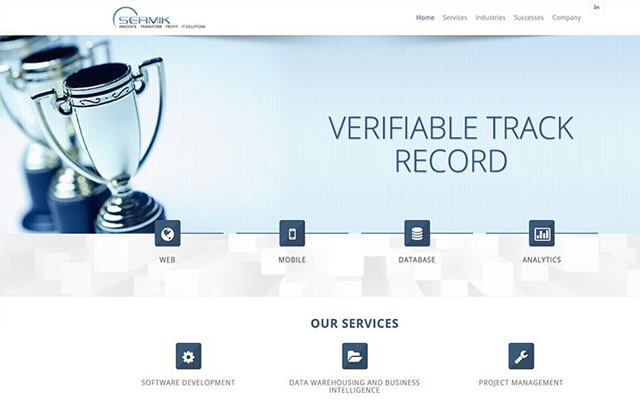 SERMIK
INNOVATE · TRANSFORM · PROFIT · IT SOLUTIONS
Home Services Industries Successes Company
in
VERIFIABLE TRACK
RECORD
WEB MOBILE DATABASE ANALYTICS
OUR SERVICES
SOFTWARE DEVELOPMENT DATA WAREHOUSING AND BUSINESS PROJECT MANAGEMENT
INTELLIGENCE